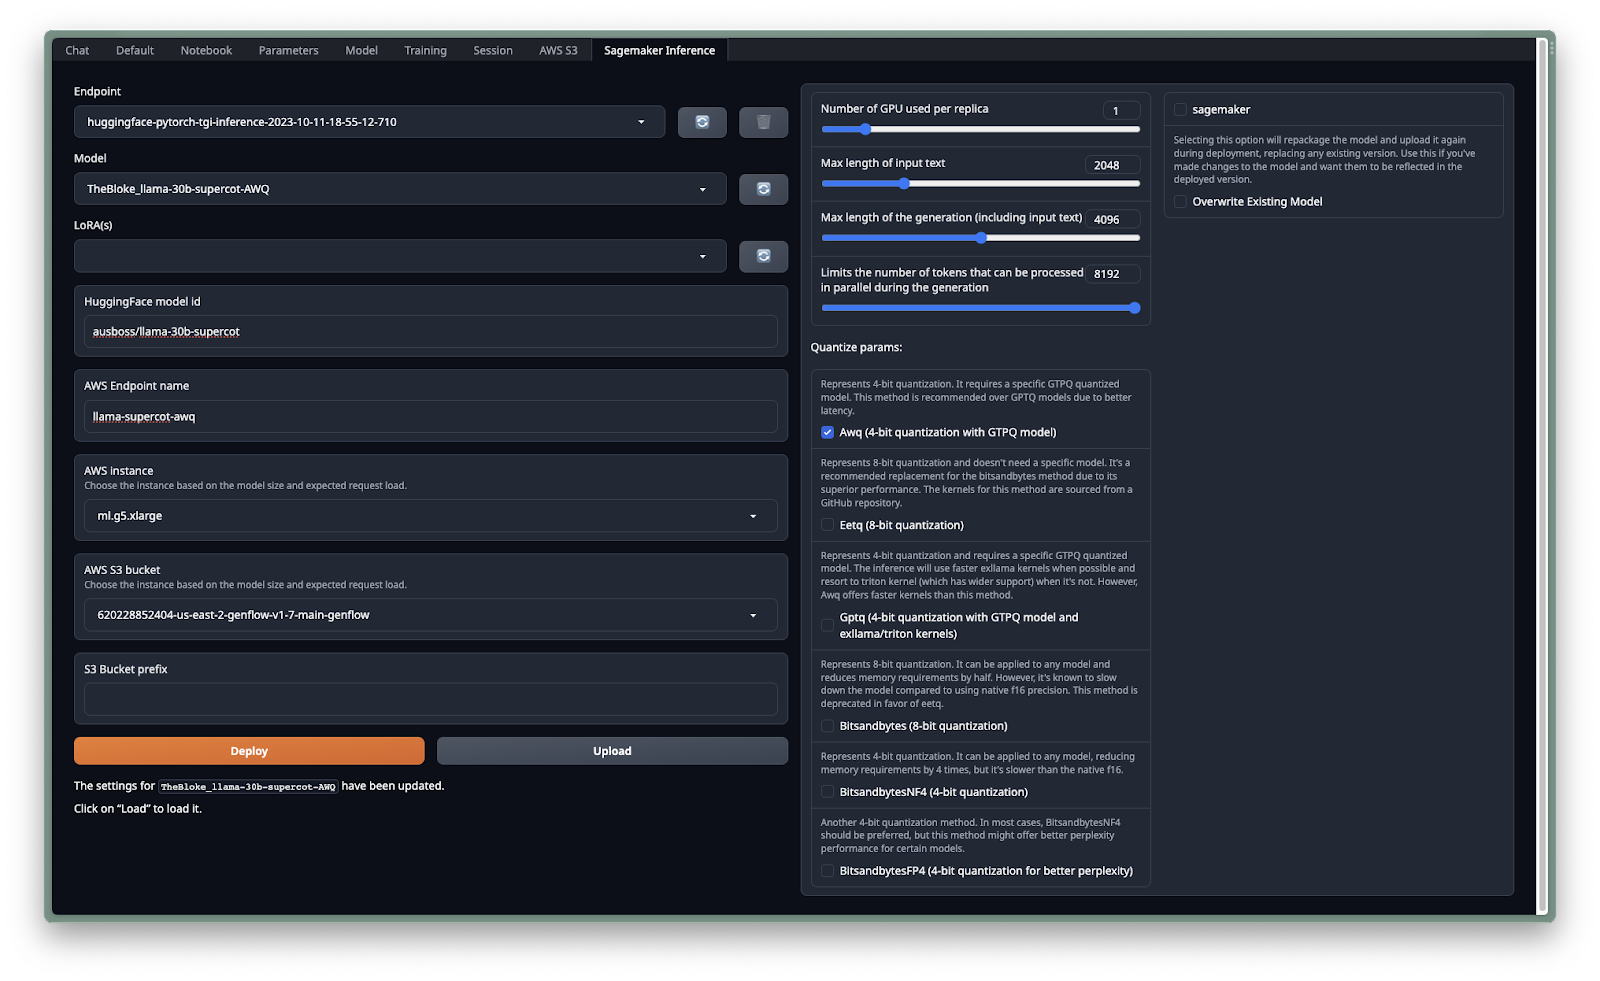 Chat Default Notebook Parameters Model Training Session AWS S3 Sagemaker Inference
Endpoint
huggingface-pytorch-tgi-inference-2023-10-11-18-55-12-710
Model
TheBloke_llama-30b-supercot-AWQ
LoRA(s)
HuggingFace model id
ausboss/llama-30b-supercot
AWS Endpoint name
llama-supercot-awq
AWS instance
Choose the instance based on the model size and expected request load.
ml.g5.xlarge
AWS S3 bucket
Choose the instance based on the model size and expected request load.
620228852404-us-east-2-genflow-v1-7-main-genflow
S3 Bucket prefix
Deploy Upload
The settings for TheBloke_llama-30b-supercot-AWQ have been updated.
Click on “Load” to load it.
Number of GPU used per replica 1
Max length of input text 2048
Max length of the generation (including input text) 4096
Limits the number of tokens that can be processed 8192
in parallel during the generation
Quantize params:
Represents 4-bit quantization. It requires a specific GTPQ quantized
model. This method is recommended over GPTQ models due to better
latency.
Awq (4-bit quantization with GTPQ model)
Represents 8-bit quantization and doesn't need a specific model. It's a
recommended replacement for the bitsandbytes method due to its
superior performance. The kernels for this method are sourced from a
GitHub repository.
Eetq (8-bit quantization)
Represents 4-bit quantization and requires a specific GTPQ quantized
model. The inference will use faster exllama kernels when possible and
resort to triton kernel (which has wider support) when it's not. However,
Awq offers faster kernels than this method.
Gptq (4-bit quantization with GTPQ model and
exllama/triton kernels)
Represents 8-bit quantization. It can be applied to any model and
reduces memory requirements by half. However, it's known to slow
down the model compared to using native f16 precision. This method is
deprecated in favor of eetq.
Bitsandbytes (8-bit quantization)
Represents 4-bit quantization. It can be applied to any model, reducing
memory requirements by 4 times, but it's slower than the native f16.
BitsandbytesNF4 (4-bit quantization)
Another 4-bit quantization method. In most cases, BitsandbytesNF4
should be preferred, but this method might offer better perplexity
performance for certain models.
BitsandbytesFP4 (4-bit quantization for better perplexity)
sagemaker
Selecting this option will repackage the model and upload it again
during deployment, replacing any existing version. Use this if you've
made changes to the model and want them to be reflected in the
deployed version.
Overwrite Existing Model